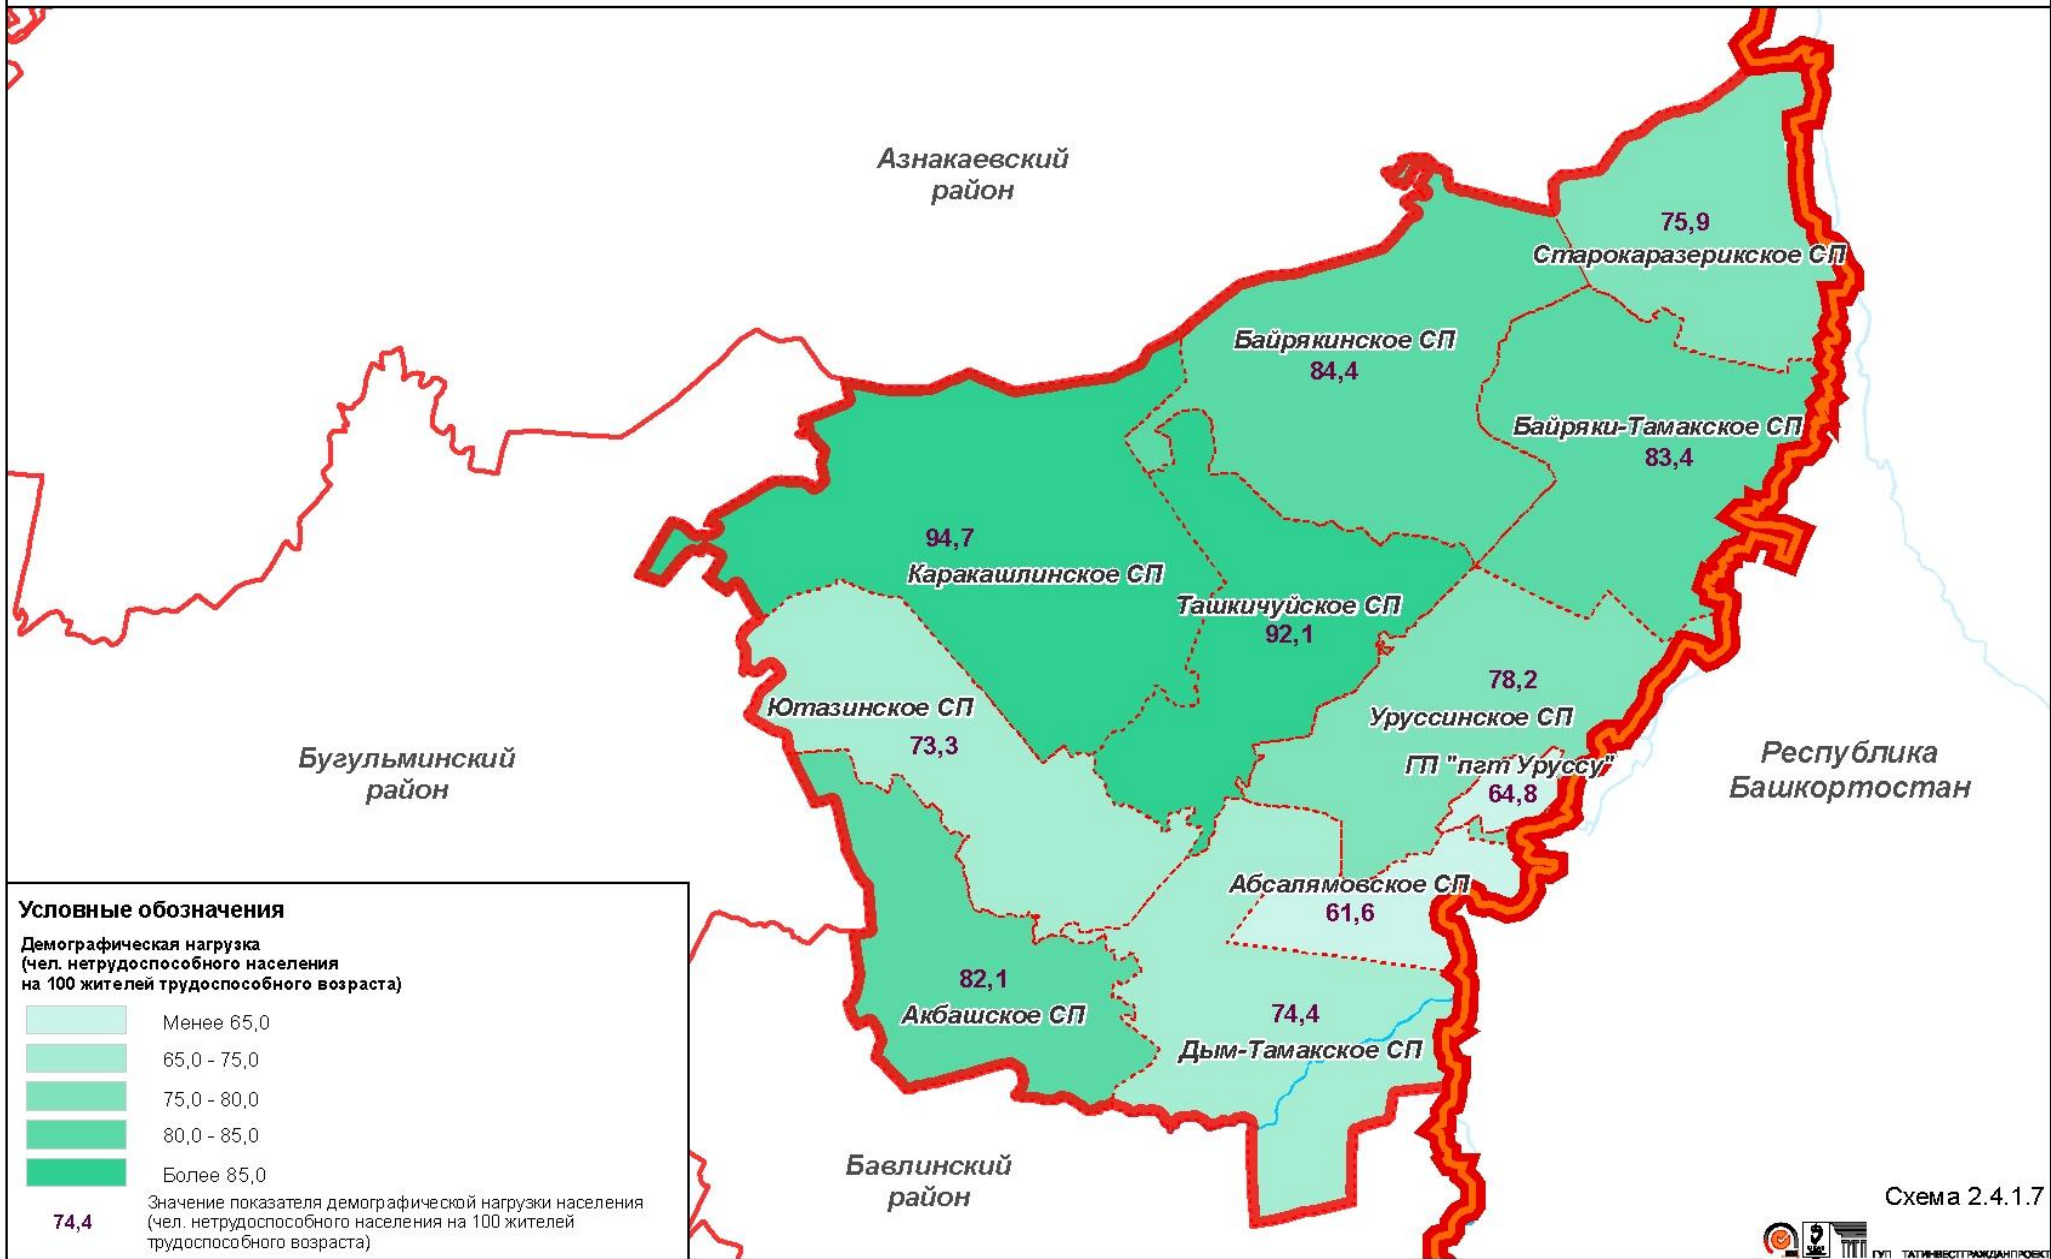 Азнакаевский
район
75,9
Старокаразерикское СП
Байрякинское СП
84,4
Байряки-Тамакское СП
83,4
94,7
Каракашлинское СП
Ташкичуйское СП
92,1
78,2
Уруссинское СП
Ютазинское СП
73,3
ГП "пгт Уруссу"
64,8
Бугульминский
район
Республика
Башкортостан
Абсалямовское СП
61,6
82,1
Акбашское СП
74,4
Дым-Тамакское СП
Бавлинский
район
Условные обозначения
Демографическая нагрузка
(чел. нетрудоспособного населения
на 100 жителей трудоспособного возраста)
Менее 65,0
65,0 - 75,0
75,0 - 80,0
80,0 - 85,0
Более 85,0
74,4
Значение показателя демографической нагрузки населения
(чел. нетрудоспособного населения на 100 жителей
трудоспособного возраста)
Схема 2.4.1.7
ГУП ТАТИНВЕСТГРАЖДАНПРОЕКТ